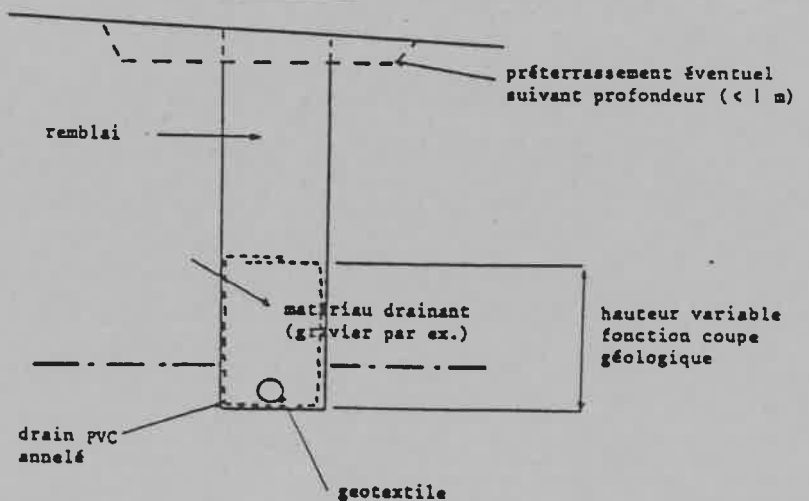 préterrassement éventuel
suivant profondeur (< 1 m)
remblai
matériau drainant
(gravier par ex.)
hauteur variable
fonction coupe
géologique
drain PVC
annelé
geotextile